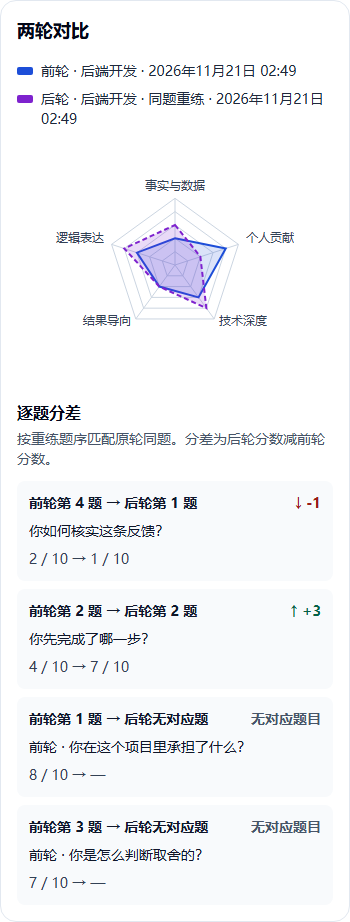 两轮对比
前轮 · 后端开发 · 2026年11月21日 02:49
后轮 · 后端开发 · 同题重练 · 2026年11月21日
02:49
事实与数据
逻辑表达
个人贡献
结果导向
技术深度
逐题分差
按重练题序匹配原轮同题。分差为后轮分数减前轮
分数。
前轮第 4 题 → 后轮第 1 题
↓ -1
你如何核实这条反馈？
2 / 10 → 1 / 10
前轮第 2 题 → 后轮第 2 题
↑ +3
你先完成了哪一步？
4 / 10 → 7 / 10
前轮第 1 题 → 后轮无对应题
无对应题目
前轮 · 你在这个项目里承担了什么？
8 / 10 → —
前轮第 3 题 → 后轮无对应题
无对应题目
前轮 · 你是怎么判断取舍的？
7 / 10 → —